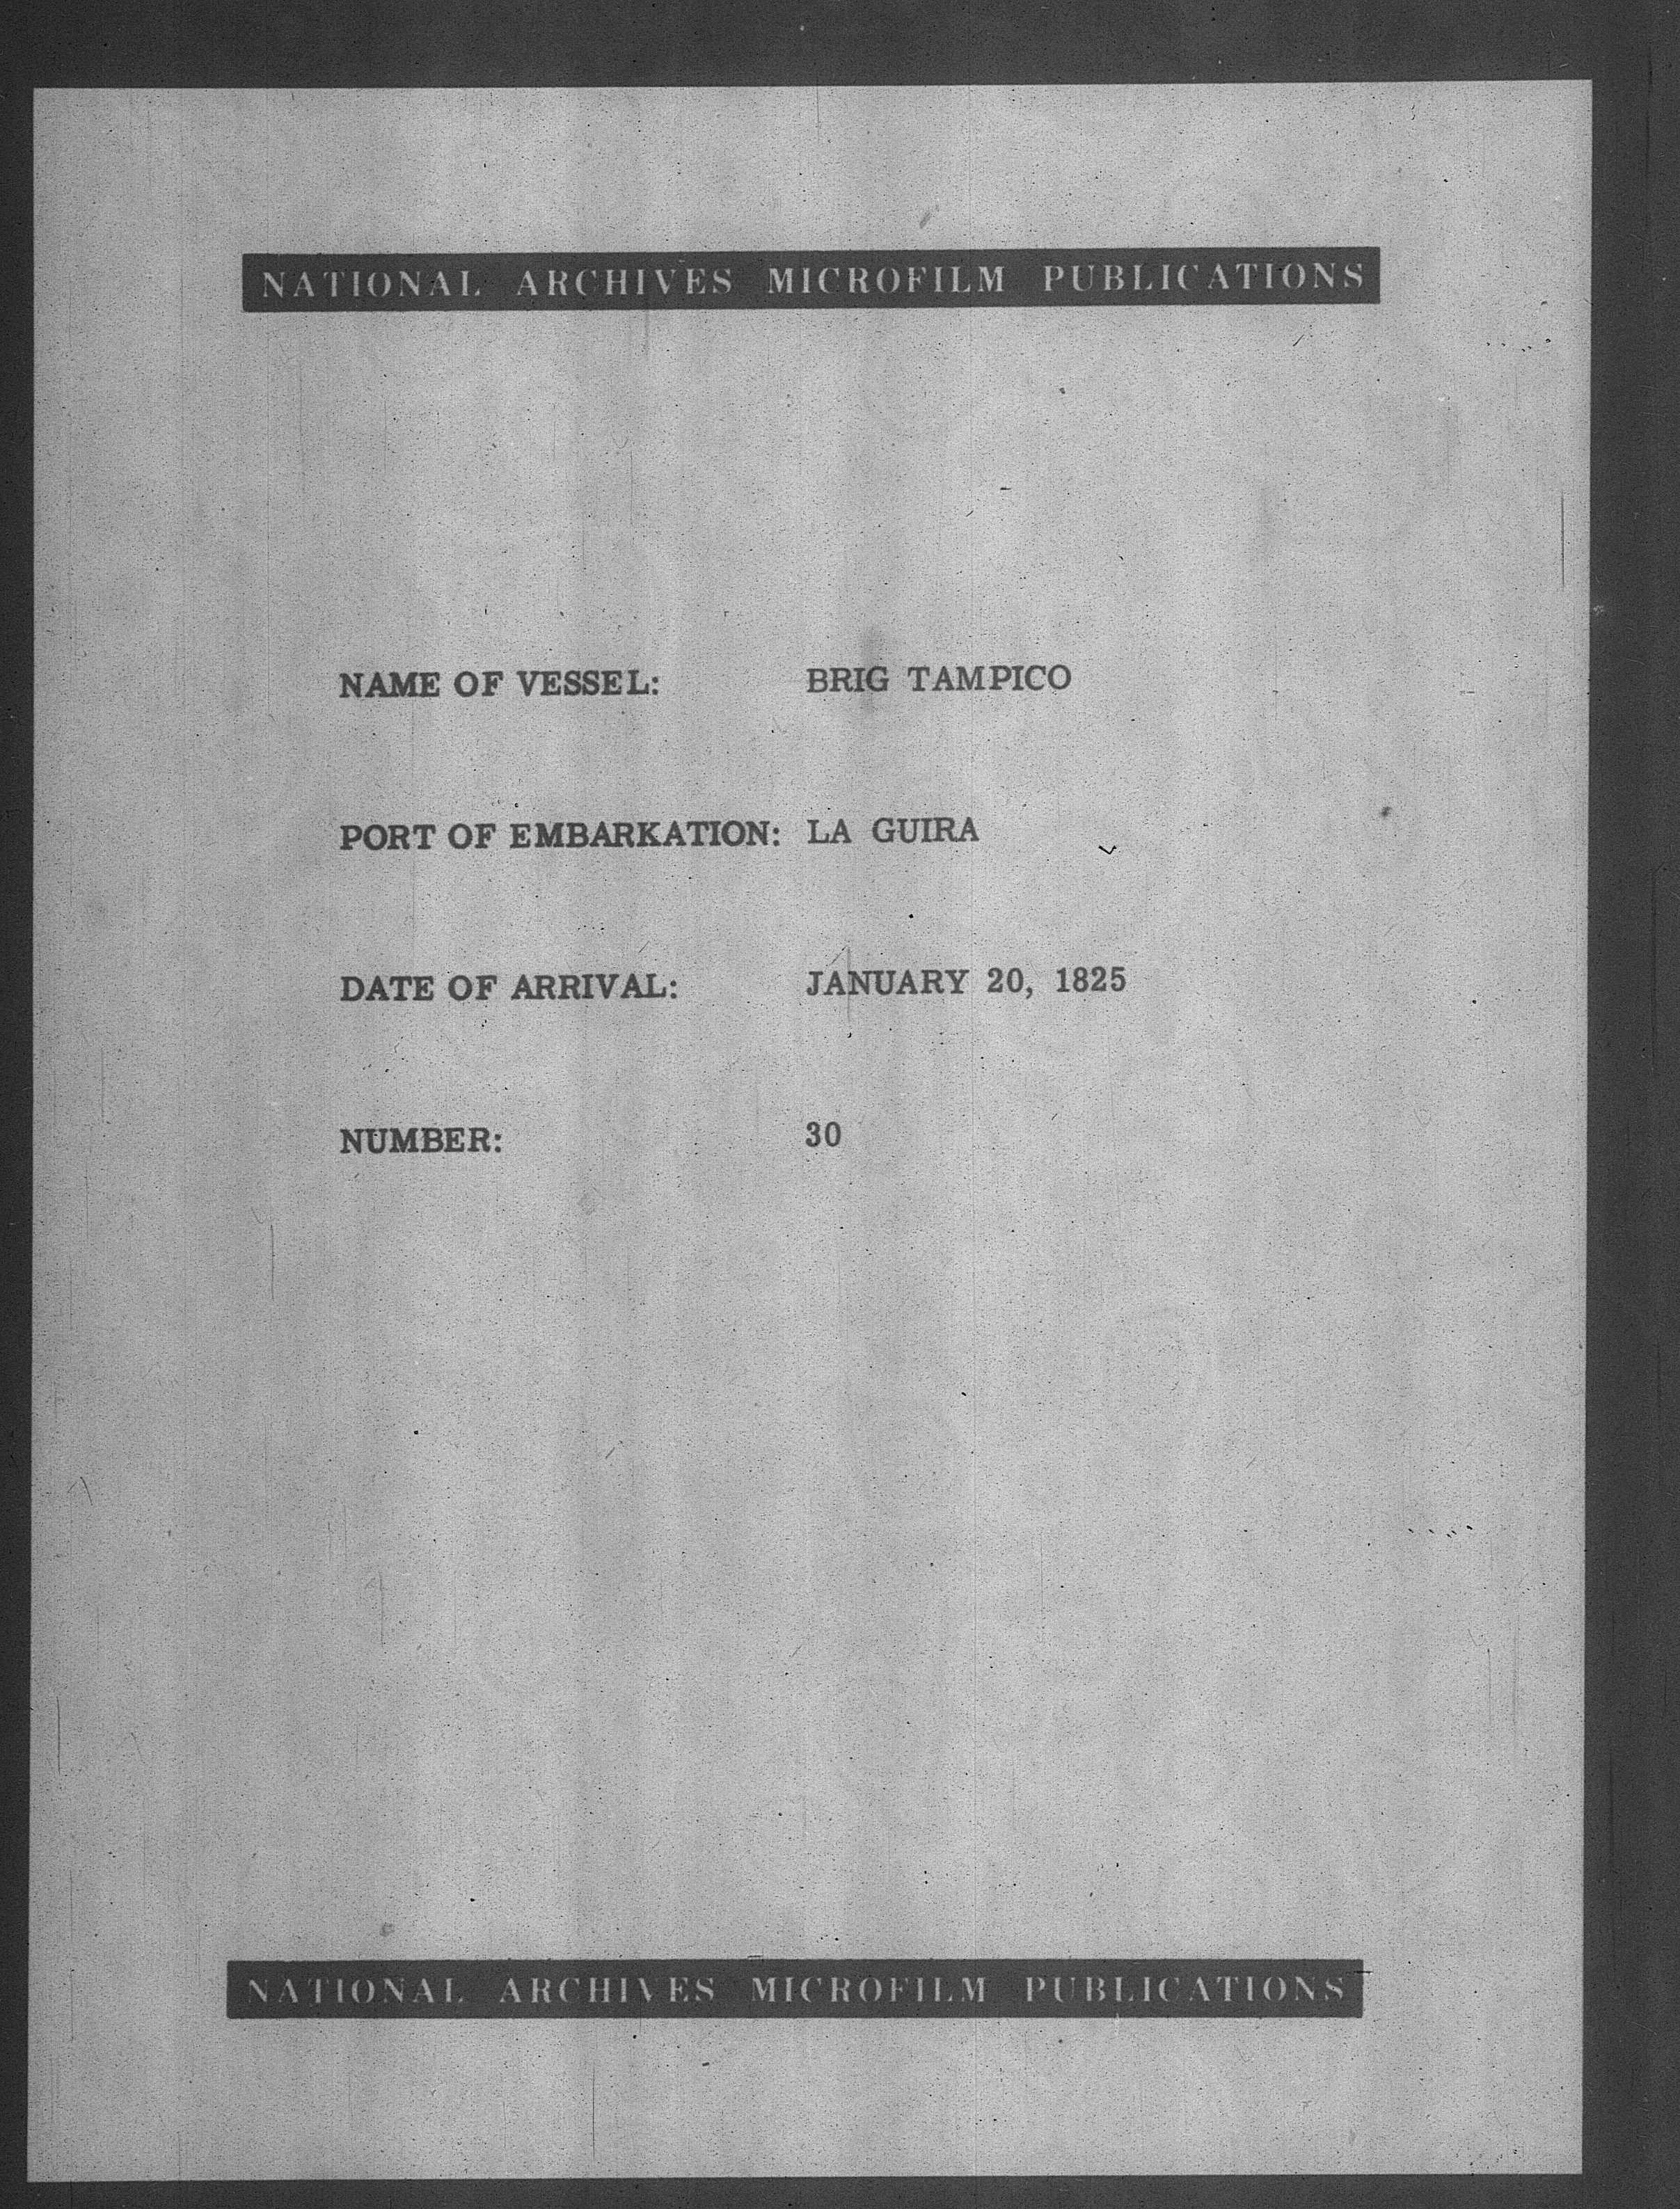 NATIONAL ARCHIVES MICROFILM PUBLICATIONS
NAME OF VESSEL: BRIG TAMPICO
PORT OF EMBARKATION: LA GUIRA
DATE OF ARRIVAL: JANUARY 20, 1825
NUMBER: 30
NATIONAL ARCHIVES MICROFILM PUBLICATIONS